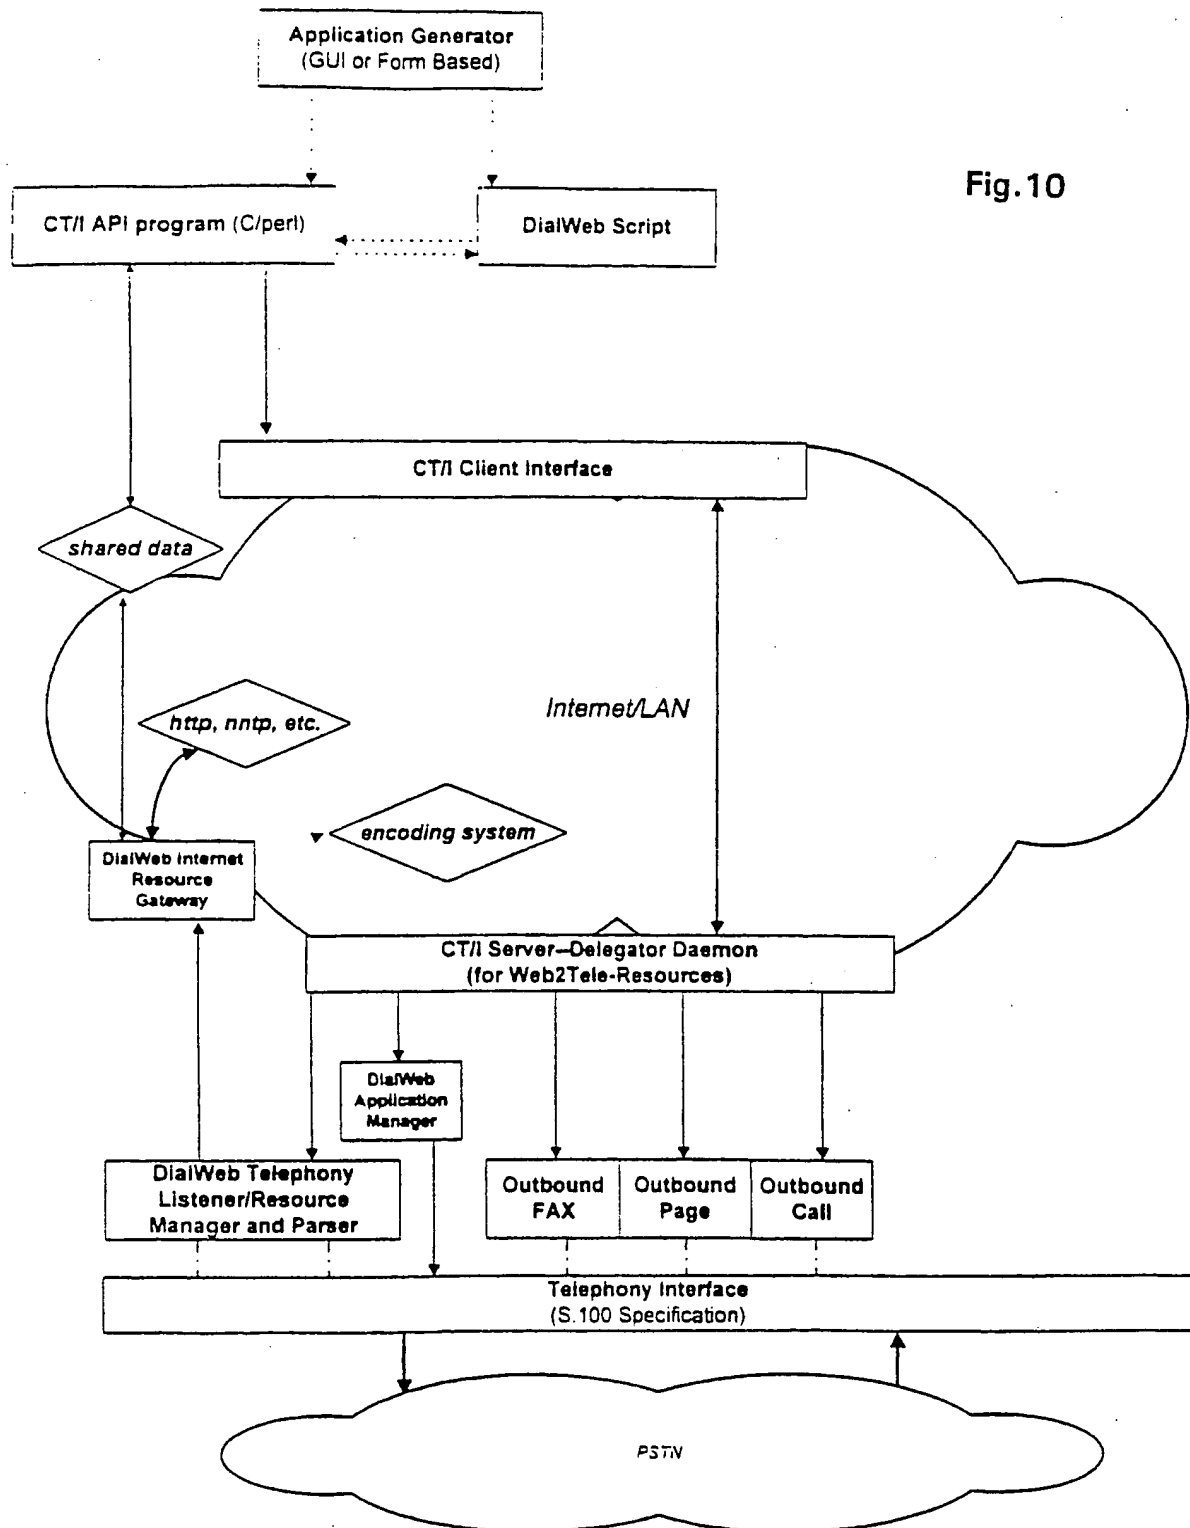 Application Generator
(GUI or Form Based)
Fig.10
CT/I API program (C/perl)
DialWeb Script
CT/I Client Interface
shared data
Internet/LAN
http, nntp, etc.
encoding system
DialWeb Internet
Resource
Gateway
CT/I Server–Delegator Daemon
(for Web2Tele-Resources)
DialWeb
Application
Manager
DialWeb Telephony
Listener/Resource
Manager and Parser
Outbound
FAX
Outbound
Page
Outbound
Call
Telephony Interface
(S.100 Specification)
PSTN